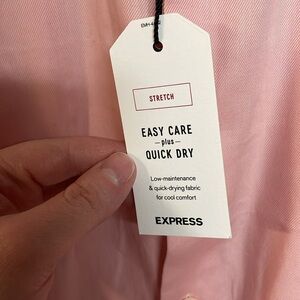 STRETCH
EASY CARE
-plus-
QUICK DRY
Low-maintenance
& quick-drying fabric
for cool comfort
EXPRESS